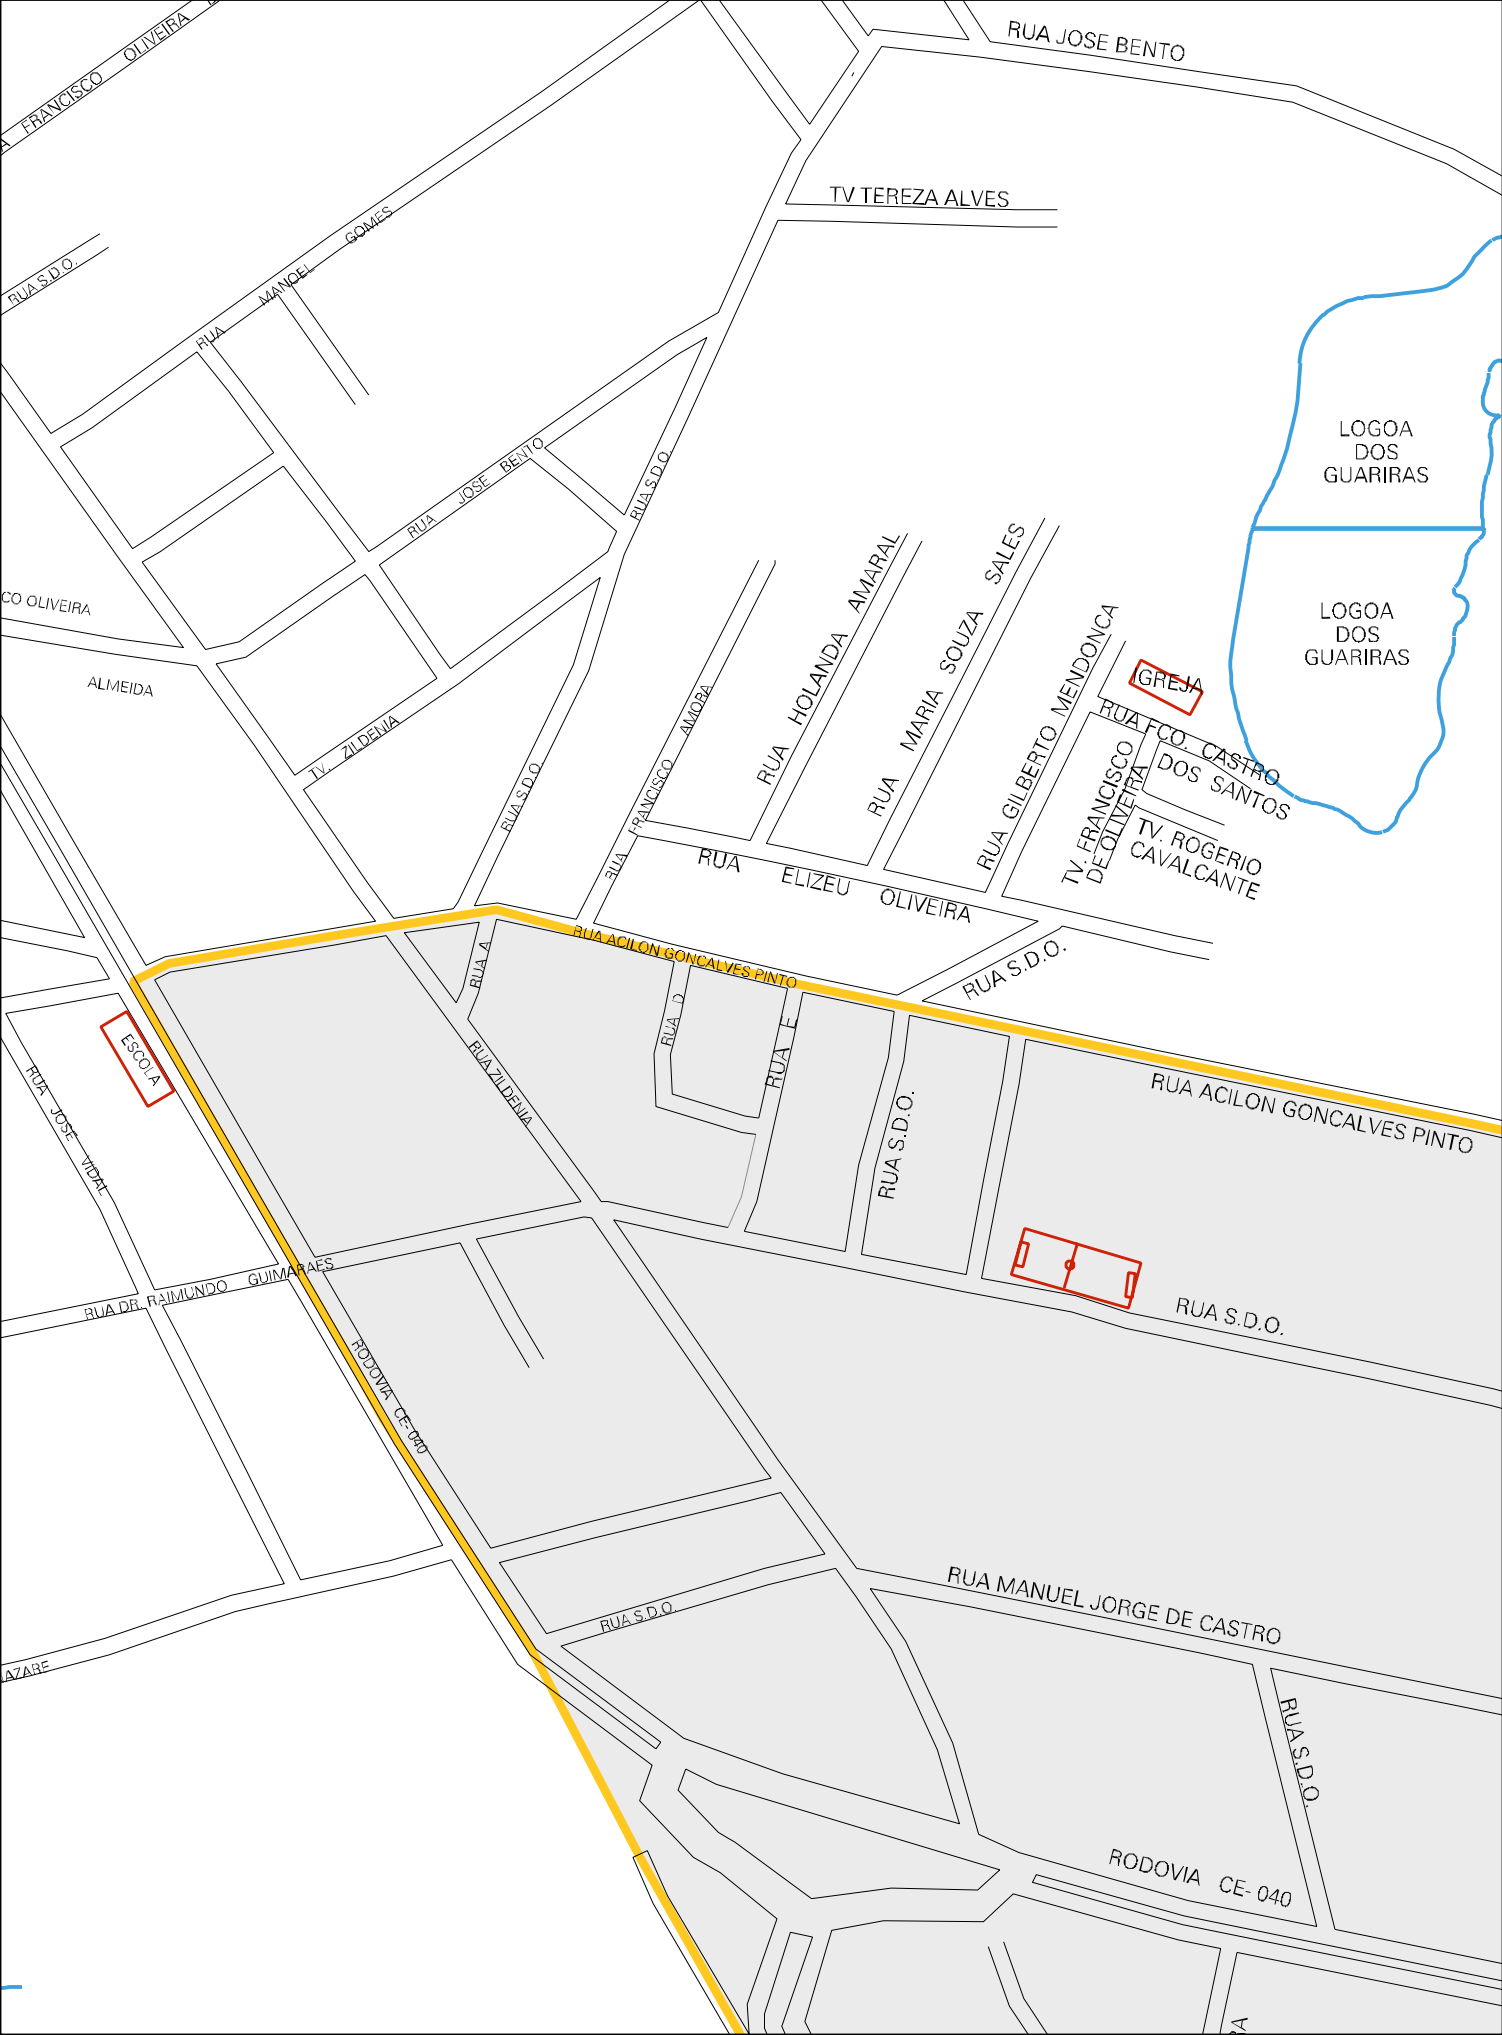 FRANCISCO OLIVEIRA
RUA JOSE BENTO
TV TEREZA ALVES
RUA S.D.O.
RUA MANOEL GOMES
LOGOA
DOS
GUARIRAS
RUA JOSE BENTO
RUA S.D.O.
CO OLIVEIRA
ALMEIDA
LOGOA
DOS
GUARIRAS
RUA HOLANDA AMARAL
RUA MARIA SOUZA SALES
RUA GILBERTO MENDONCA
IGREJA
RUA FCO. CASTRO
DOS SANTOS
TV. ZILDENIA
RUA S.D.O.
RUA FRANCISCO AMORA
TV. FRANCISCO
DE OLIVEIRA
TV. ROGERIO
CAVALCANTE
RUA ELIZEU OLIVEIRA
RUA ACILON GONCALVES PINTO
RUA S.D.O.
RUA A
RUA D
RUA E
ESCOLA
RUA ZILDENIA
RUA JOSE VIDAL
RUA S.D.O.
RUA ACILON GONCALVES PINTO
RUA DR. RAIMUNDO GUIMARAES
RUA S.D.O.
RODOVIA CE-040
RUA MANUEL JORGE DE CASTRO
RUA S.D.O.
AZARE
RUA S.D.O.
RODOVIA CE-040